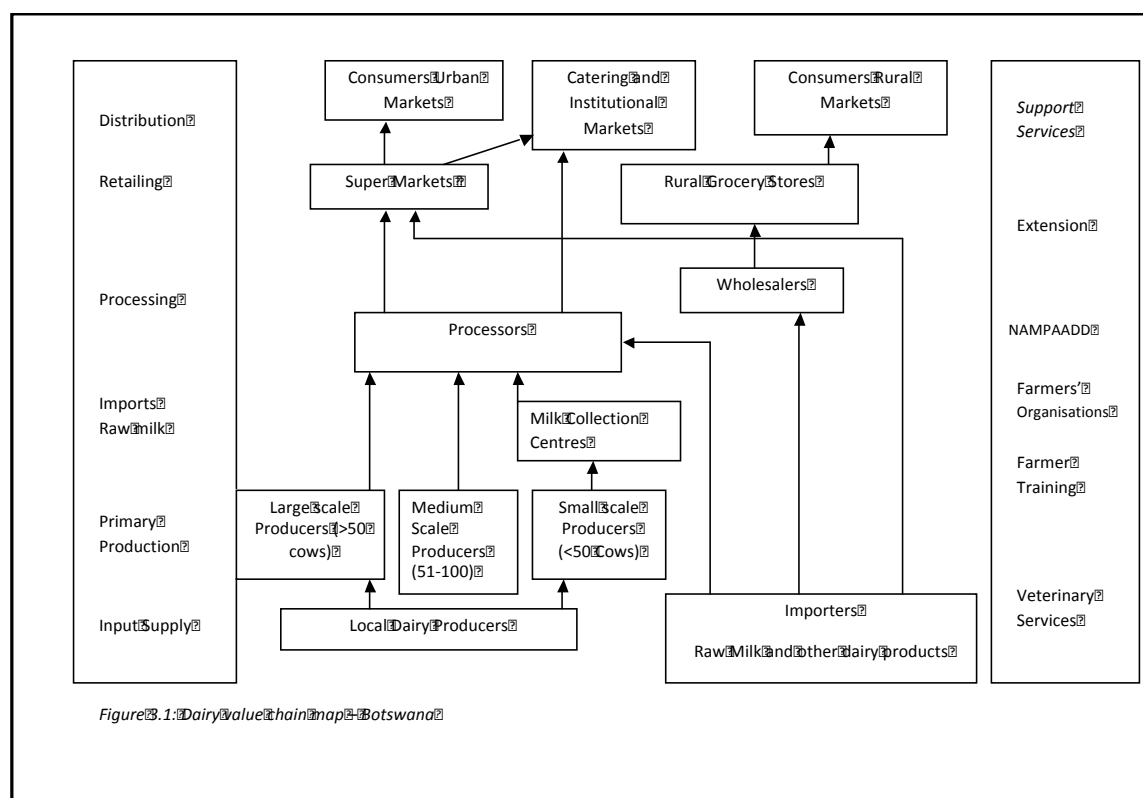 Consumers Urban
Markets
Catering and
Institutional
Markets
Consumers Rural
Markets
Distribution
Support
Services
Retailing
Super Markets
Rural Grocery Stores
Extension
Processing
Wholesalers
Processors
NAMPAADD
Imports
Raw milk
Milk Collection
Centres
Farmers'
Organisations
Farmer
Training
Primary
Production
Large scale
Producers (>50
cows)
Medium
Scale
Producers
(51-100)
Small scale
Producers
(<50 Cows)
Input Supply
Local Dairy Producers
Importers
Raw Milk and other dairy products
Veterinary
Services
Figure 3.1: Dairy value chain map – Botswana